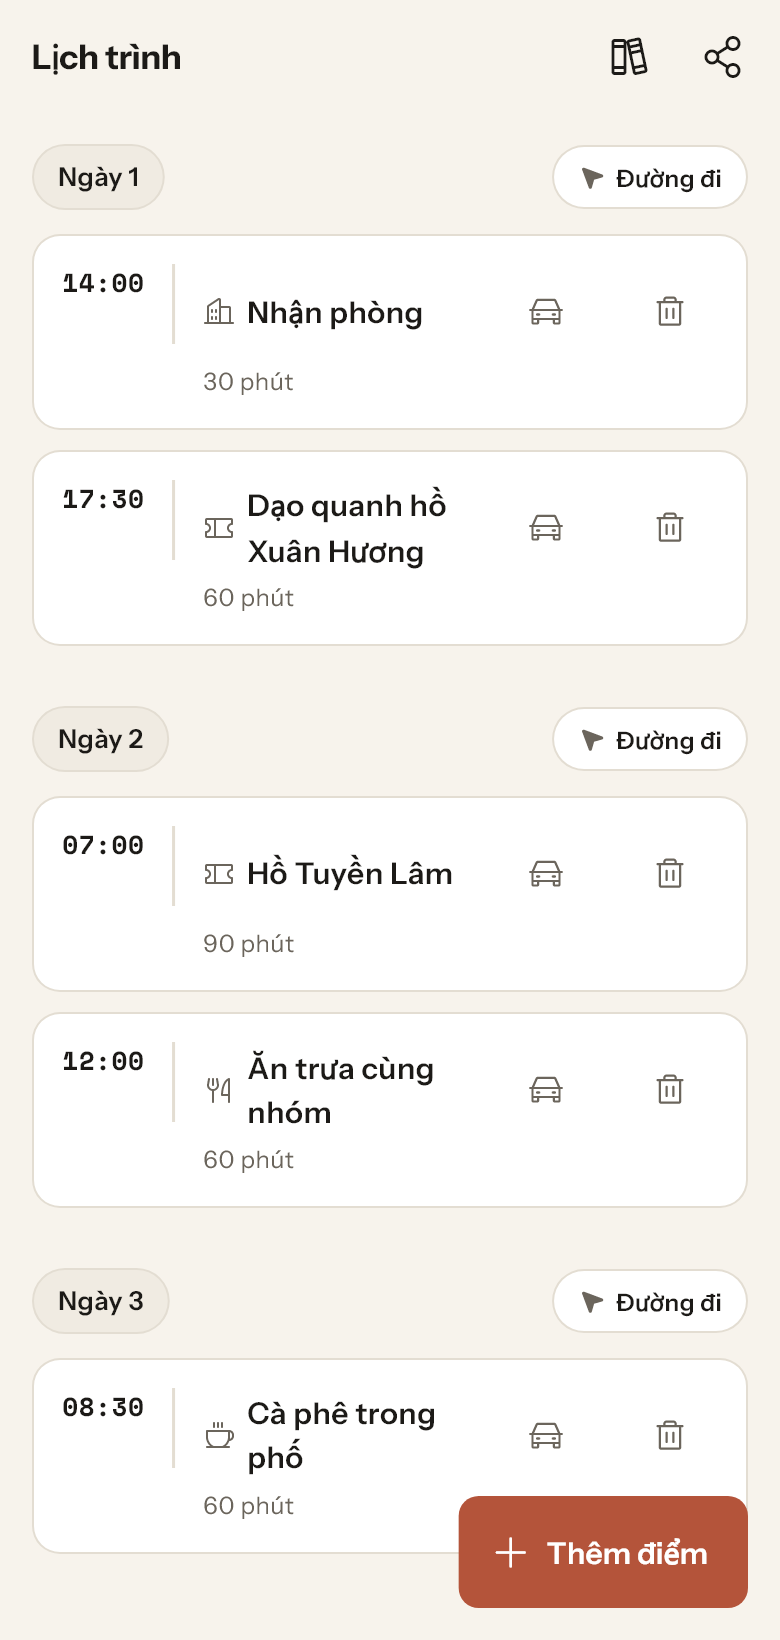 Lịch trình
Ngày 1
Đường đi
14:00
Nhận phòng
30 phút
17:30
Dạo quanh hồ
Xuân Hương
60 phút
Ngày 2
Đường đi
07:00
Hồ Tuyền Lâm
90 phút
12:00
Ăn trưa cùng
nhóm
60 phút
Ngày 3
Đường đi
08:30
Cà phê trong
phố
60 phút
Thêm điểm